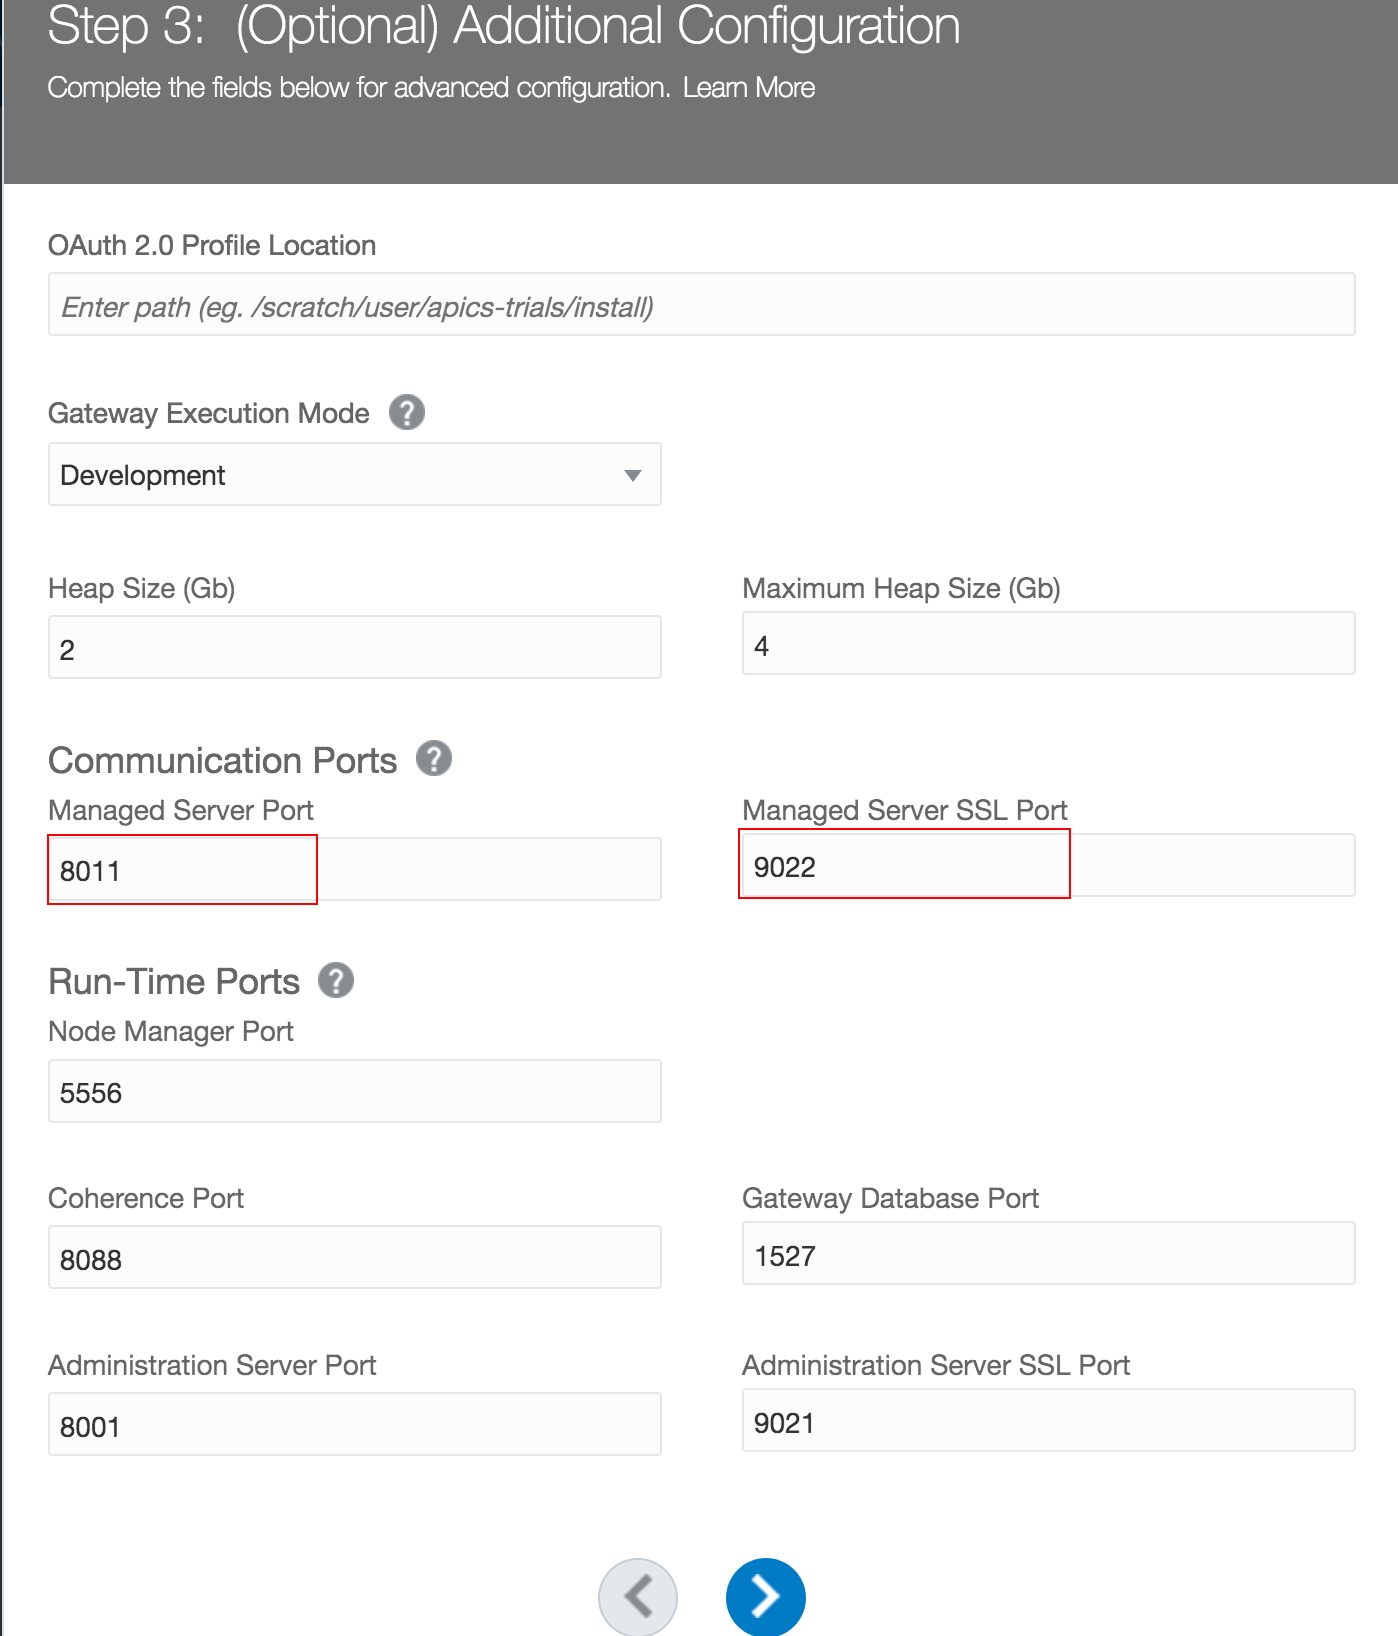 Step 3: (Optional) Additional Configuration
Complete the fields below for advanced configuration. Learn More
OAuth 2.0 Profile Location
Enter path (eg. /scratch/user/apics-trials/install)
Gateway Execution Mode ?
Development
Heap Size (Gb) Maximum Heap Size (Gb)
2 4
Communication Ports ?
Managed Server Port Managed Server SSL Port
8011 9022
Run-Time Ports ?
Node Manager Port
5556
Coherence Port Gateway Database Port
8088 1527
Administration Server Port Administration Server SSL Port
8001 9021